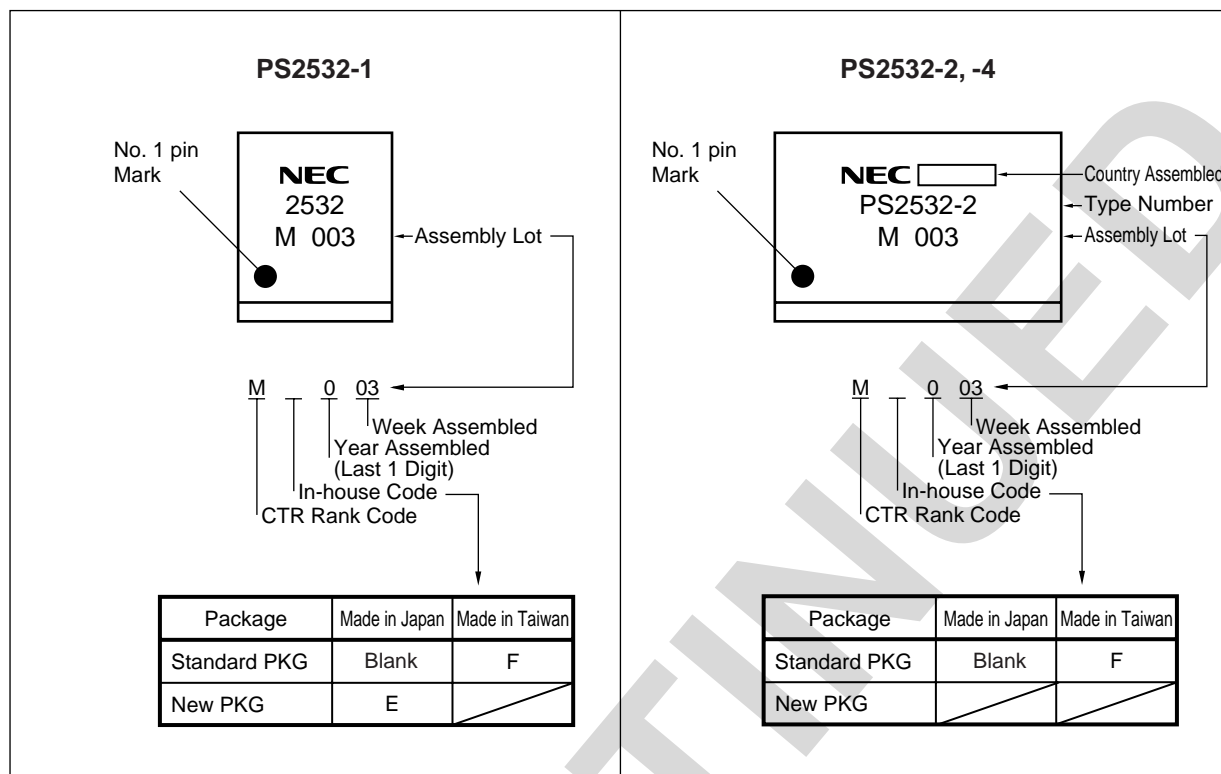 PS2532-1
No. 1 pin
Mark
NEC
2532
M 003
Assembly Lot
M 0 03
Week Assembled
Year Assembled
(Last 1 Digit)
In-house Code
CTR Rank Code
Package Made in Japan Made in Taiwan
Standard PKG Blank F
New PKG E
PS2532-2, -4
No. 1 pin
Mark
NEC
Country Assembled
PS2532-2
Type Number
M 003
Assembly Lot
M 0 03
Week Assembled
Year Assembled
(Last 1 Digit)
In-house Code
CTR Rank Code
Package Made in Japan Made in Taiwan
Standard PKG Blank F
New PKG
TINUED